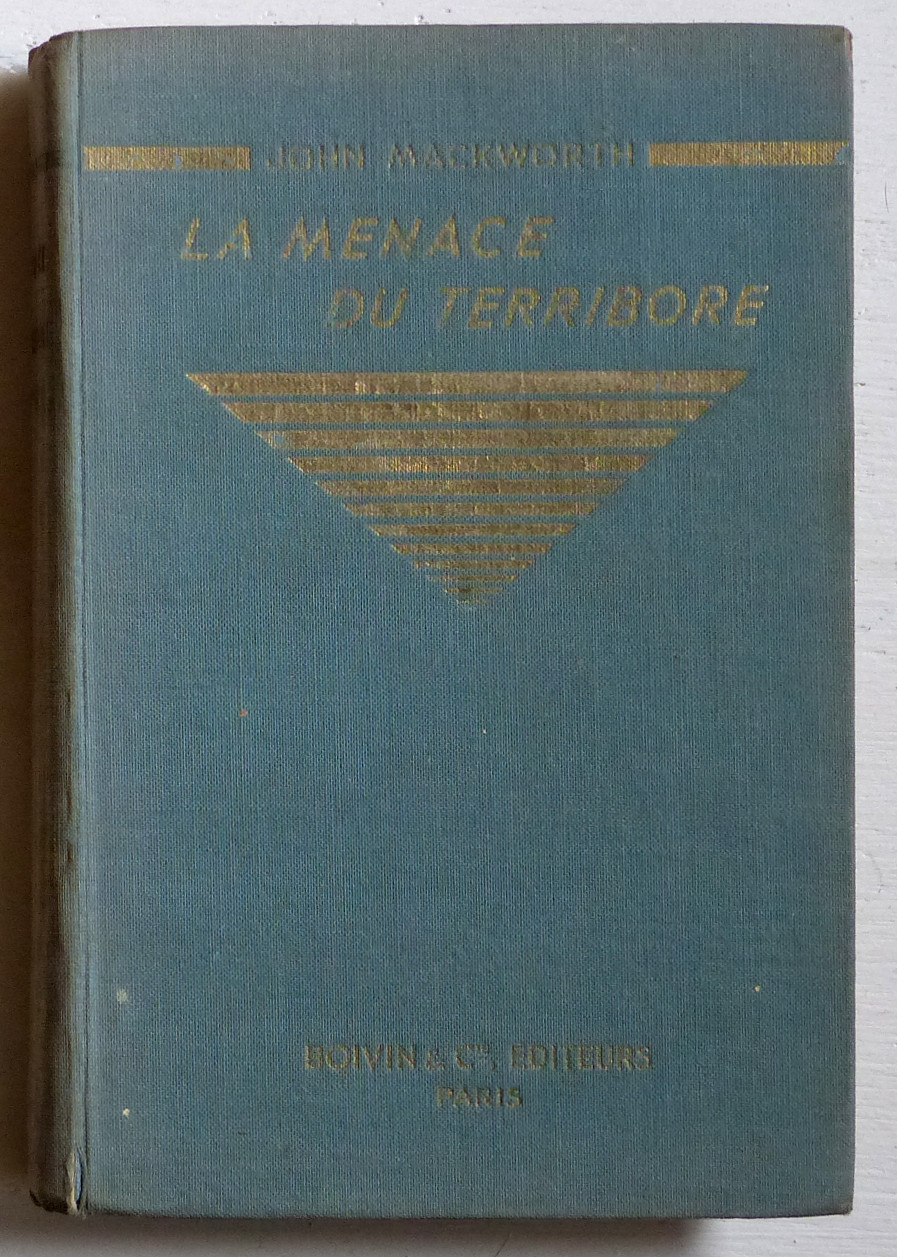 JOHN MACKWORTH
LA MENACE
DU TERRIBORE
BOIVIN & Cie, EDITEURS
PARIS